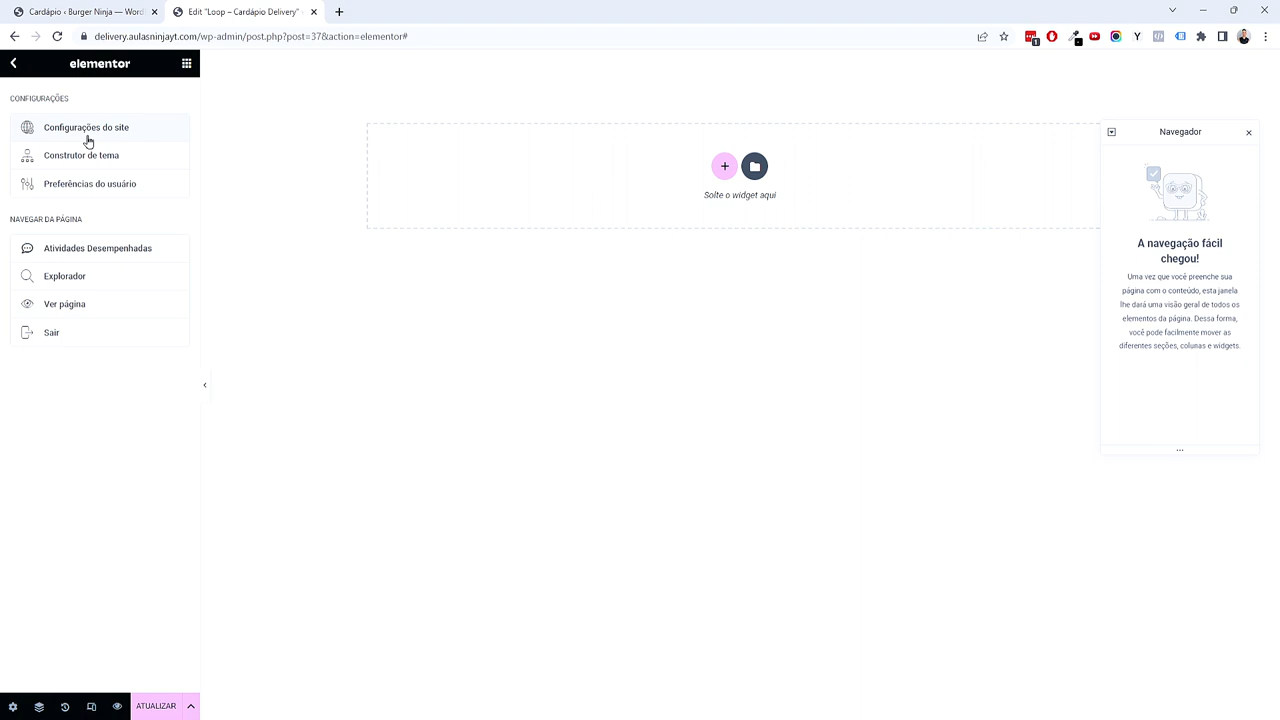 Cardápio ‹ Burger Ninja — Word
Edit "Loop – Cardápio Delivery"
delivery.aulasninjayt.com/wp-admin/post.php?post=37&action=elementor#
elementor
CONFIGURAÇÕES
Configurações do site
Construtor de tema
Preferências do usuário
NAVEGAR DA PÁGINA
Atividades Desempenhadas
Explorador
Ver página
Sair
Solte o widget aqui
Navegador
A navegação fácil
chegou!
Uma vez que você preenche sua
página com o conteúdo, esta janela
lhe dará uma visão geral de todos os
elementos da página. Dessa forma,
você pode facilmente mover as
diferentes seções, colunas e widgets.
ATUALIZAR